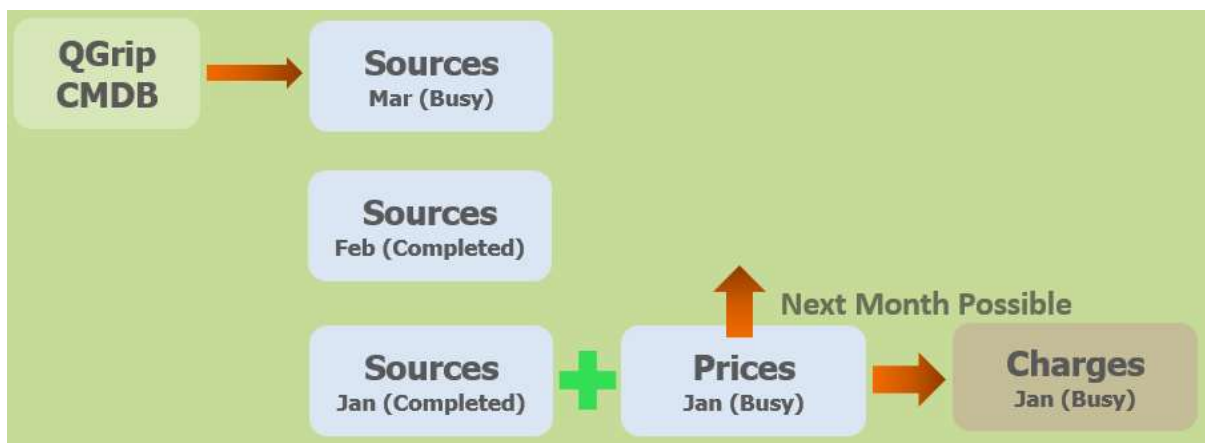 QGrip
CMDB
Sources
Mar (Busy)
Sources
Feb (Completed)
Next Month Possible
Sources
Jan (Completed)
Prices
Jan (Busy)
Charges
Jan (Busy)